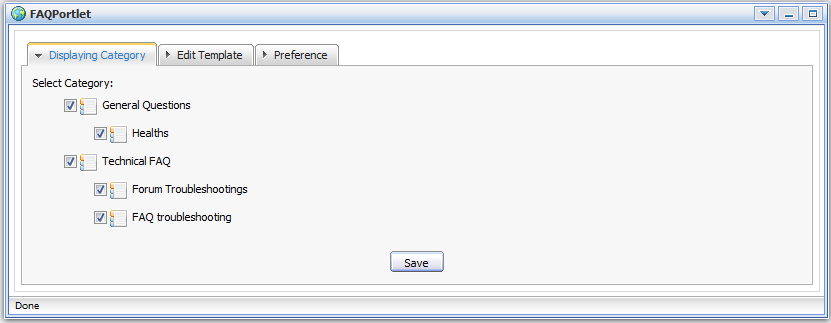 FAQPortlet
Displaying Category Edit Template Preference
Select Category:
General Questions
Healths
Technical FAQ
Forum Troubleshootings
FAQ troubleshooting
Save
Done